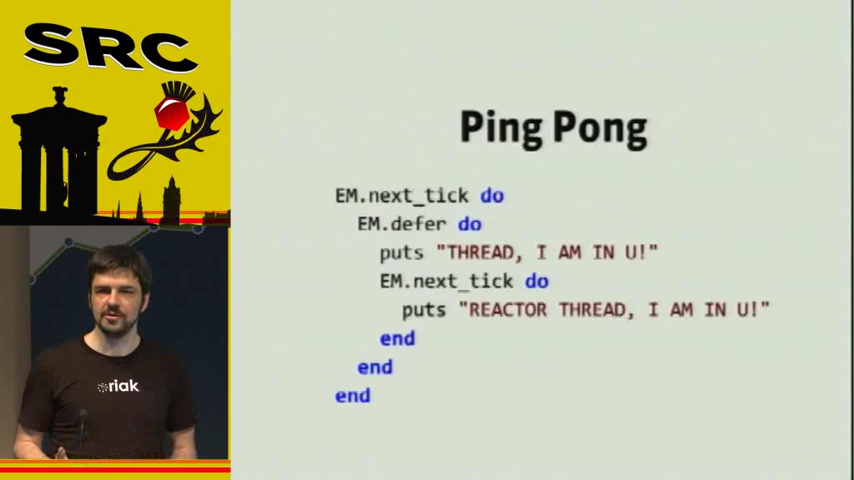 SRC
Ping Pong
EM.next_tick do
EM.defer do
puts "THREAD, I AM IN U!"
EM.next_tick do
puts "REACTOR THREAD, I AM IN U!"
end
end
end
riak